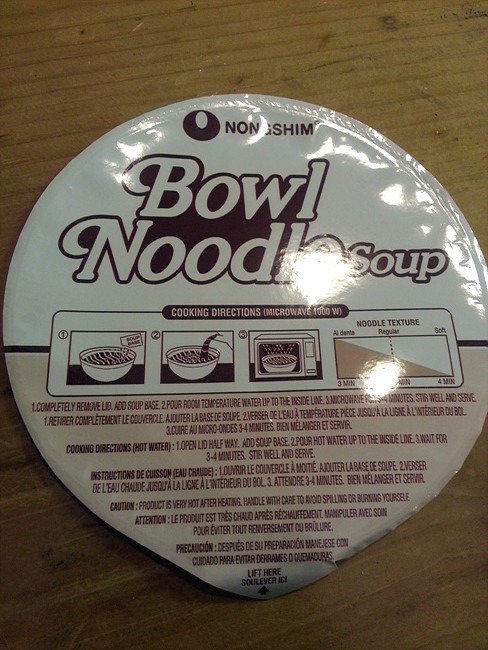 NONGSHIM
Bowl
Noodle Soup
COOKING DIRECTIONS (MICROWAVE 1000 W)
1 SOUP BASE 2 3
NOODLE TEXTURE
Al dente Regular Soft
3 MIN MIN 4 MIN
1.COMPLETELY REMOVE LID. ADD SOUP BASE. 2.POUR ROOM TEMPERATURE WATER UP TO THE INSIDE LINE. 3.MICROWAVE 4 MINUTES. STIR WELL AND SERVE.
1.RETIRER COMPLÈTEMENT LE COUVERCLE. AJOUTER LA BASE DE SOUPE. 2.VERSER DE L'EAU À TEMPÉRATURE PIÈCE JUSQU'À LA LIGNE À L'INTÉRIEUR DU BOL.
3.CUIRE AU MICRO-ONDES 3-4 MINUTES. BIEN MÉLANGER ET SERVIR.
COOKING DIRECTIONS (HOT WATER) : 1.OPEN LID HALF WAY. ADD SOUP BASE. 2.POUR HOT WATER UP TO THE INSIDE LINE. 3.WAIT FOR
3-4 MINUTES. STIR WELL AND SERVE.
INSTRUCTIONS DE CUISSON (EAU CHAUDE) : 1.OUVRIR LE COUVERCLE À MOITIÉ. AJOUTER LA BASE DE SOUPE. 2.VERSER
DE L'EAU CHAUDE JUSQU'À LA LIGNE À L'INTÉRIEUR DU BOL. 3. ATTENDRE 3-4 MINUTES. BIEN MÉLANGER ET SERVIR.
CAUTION : PRODUCT IS VERY HOT AFTER HEATING. HANDLE WITH CARE TO AVOID SPILLING OR BURNING YOURSELF.
ATTENTION : LE PRODUIT EST TRÈS CHAUD APRÈS RÉCHAUFFEMENT. MANIPULER AVEC SOIN
POUR ÉVITER TOUT RENVERSEMENT OU BRÛLURE.
PRECAUCIÓN : DESPUÉS DE SU PREPARACIÓN MANEJESE CON
CUIDADO PARA EVITAR DERRAMES O QUEMADURAS.
LIFT HERE
SOULEVER ICI